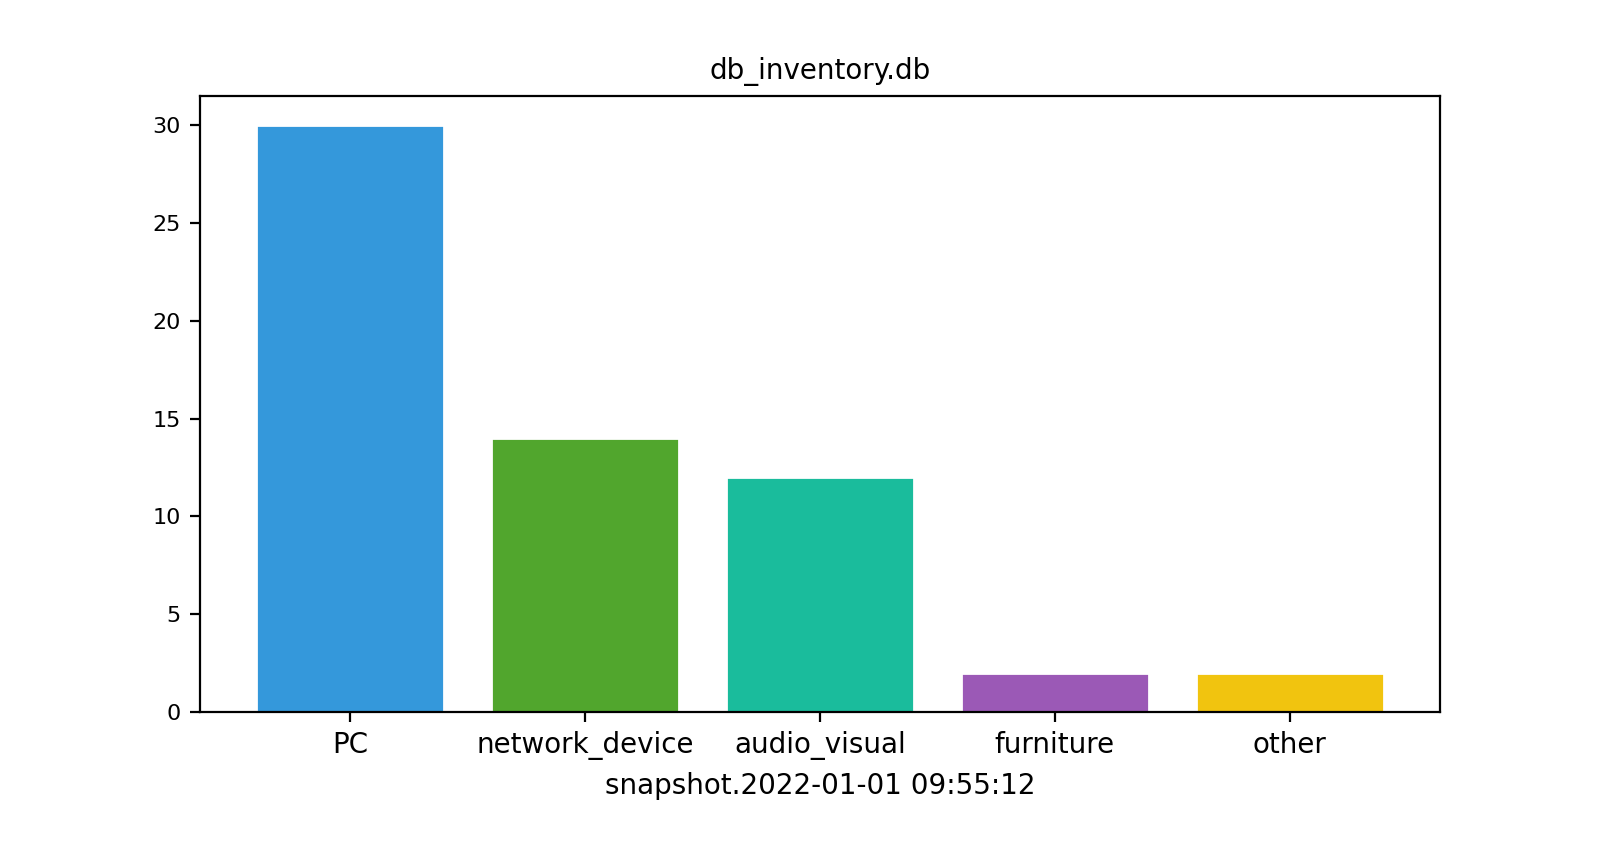 db_inventory.db
30
25
20
15
10
5
0
PC network_device audio_visual furniture other
snapshot.2022-01-01 09:55:12